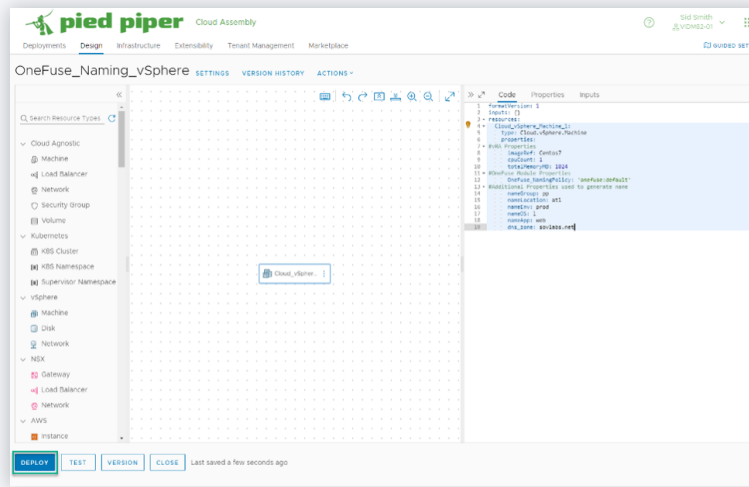 pied piper Cloud Assembly
Sid Smith
Deployments Design Infrastructure Extensibility Tenant Management Marketplace
GUIDED SET
OneFuse_Naming_vSphere SETTINGS VERSION HISTORY ACTIONS
Search Resource Types
Cloud Agnostic
Machine
Load Balancer
Network
Security Group
Volume
Kubernetes
K8S Cluster
K8S Namespace
Supervisor Namespace
vSphere
Machine
Disk
Network
NSX
Gateway
Load Balancer
Network
AWS
Instance
Cloud_vSpher...
Code Properties Inputs
1 formatVersion: 1
2 inputs: {}
3 resources:
4 Cloud_vSphere_Machine_1:
5 type: Cloud.vSphere.Machine
6 properties:
7 #vRA Properties
8 imageRef: CentOS7
9 cpuCount: 1
10 totalMemoryMB: 1024
11 #OneFuse Module Properties
12 OneFuse_NamingPolicy: 'onefuse:default'
13 #Additional Properties used to generate name
14 nameGroup: pp
15 nameLocation: atl
16 nameEnv: prod
17 nameOS: l
18 nameApp: web
19 dns_zone: sovlabs.net
DEPLOY TEST VERSION CLOSE Last saved a few seconds ago